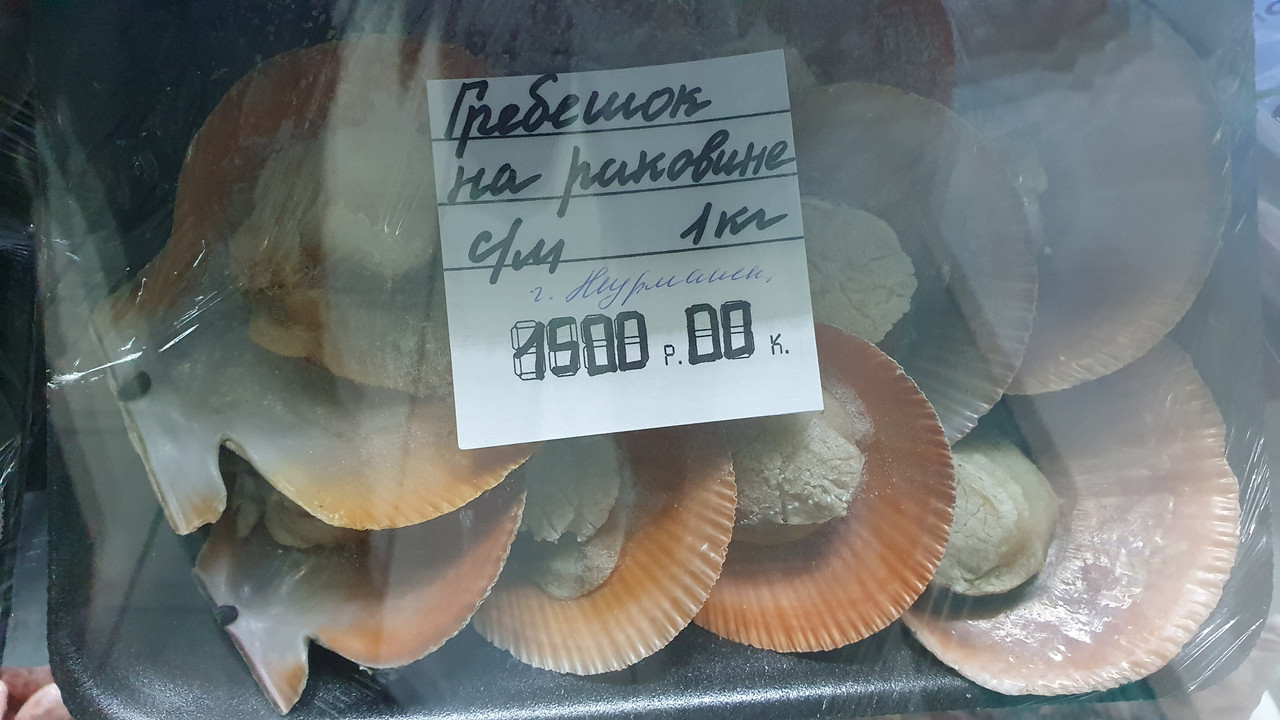 Гребешок
на раковине
с/м 1кг
г. Мурманск.
1500 р. 00 к.